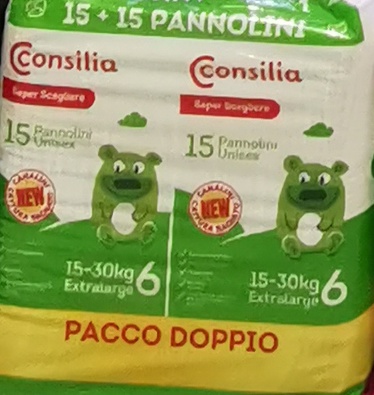 15 + 15 PANNOLINI
Consilia
Saper Scegliere
15 Pannolini
Unisex
NEW
15-30kg
Extralarge
6
Consilia
Saper Scegliere
15 Pannolini
Unisex
NEW
15-30kg
Extralarge
6
PACCO DOPPIO